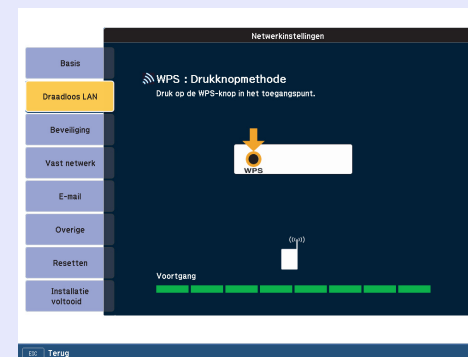 Netwerkinstellingen
Basis
Draadloos LAN
Beveiliging
Vast netwerk
E-mail
Overige
Resetten
Installatie
voltooid
WPS : Drukknopmethode
Druk op de WPS-knop in het toegangspunt.
WPS
Voortgang
ESC Terug